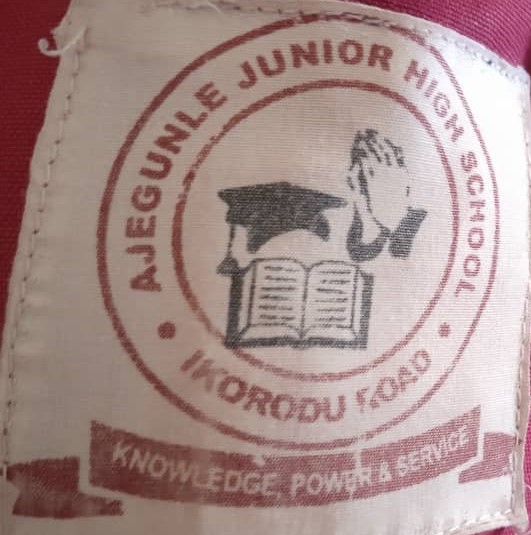 AJEGUNLE JUNIOR HIGH SCHOOL
IKORODU ROAD
KNOWLEDGE, POWER & SERVICE